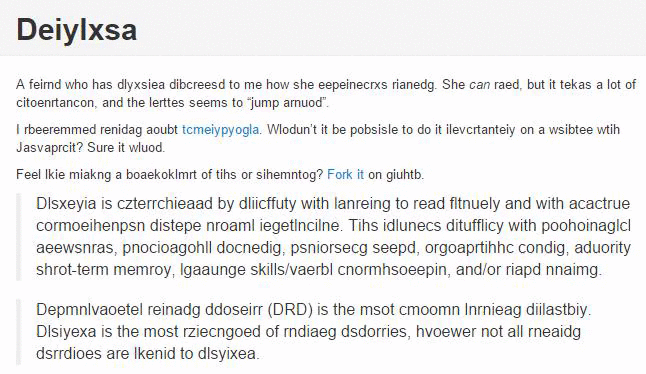 Deiylxsa
A feirnd who has dlyxsiea dibcreesd to me how she eepeinecrxs rianedg. She can raed, but it tekas a lot of
citoenrtancon, and the lerttes seems to “jump arnuod”.
I rbeeremmed renidag aoubt tcmeiypyogla. Wlodun’t it be pobsisle to do it ilevcrtanteiy on a wsibtee wtih
Jasvaprcit? Sure it wluod.
Feel lkie miakng a boaekoklmrt of tihs or sihemntog? Fork it on giuhtb.
Dlsxeyia is czterrchieaad by dliicffuty with lanreing to read fltnuely and with acactrue
cormoeihenpsn distepe nroaml iegetlncilne. Tihs idlunecs ditufflicy with poohoinaglcl
aeewsnras, pnocioagohll docnedig, psniorsecg seepd, orgoaprtihhc condig, aduority
shrot-term memroy, lgaaunge skills/vaerbl cnormhsoeepin, and/or riapd nnaimg.
Depmnlvaoetel reinadg ddoseirr (DRD) is the msot cmoomn lnrnieag diilastbiy.
Dlsiyexa is the most rziecngoed of rndiaeg dsdorries, hvoewer not all rneaidg
dsrrdioes are lkenid to dlsyixea.